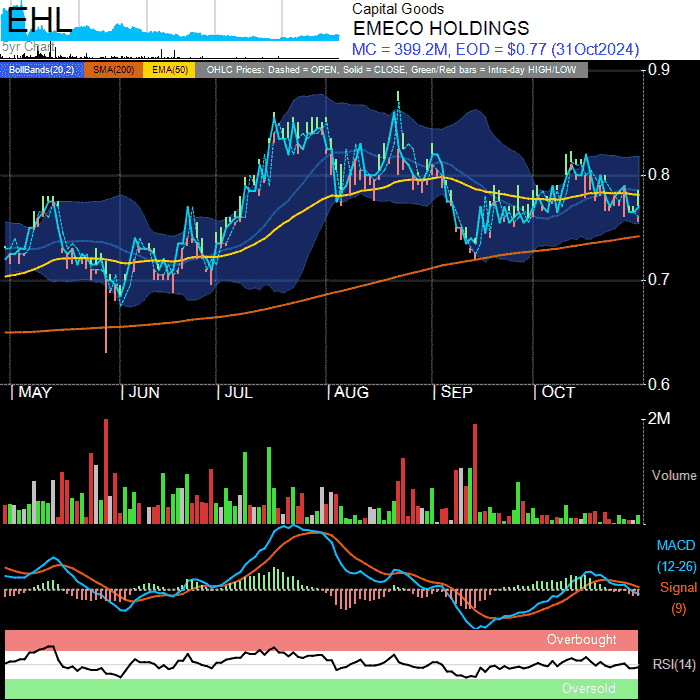 EHL
5yr Chart
Capital Goods
EMECO HOLDINGS
MC = 399.2M, EOD = $0.77 (31Oct2024)
BollBands(20,2) SMA(200) EMA(50) OHLC Prices: Dashed = OPEN, Solid = CLOSE, Green/Red bars = Intra-day HIGH/LOW
0.9
0.8
0.7
0.6
MAY JUN JUL AUG SEP OCT
2M
Volume
MACD
(12-26)
Signal
(9)
Overbought
RSI(14)
Oversold